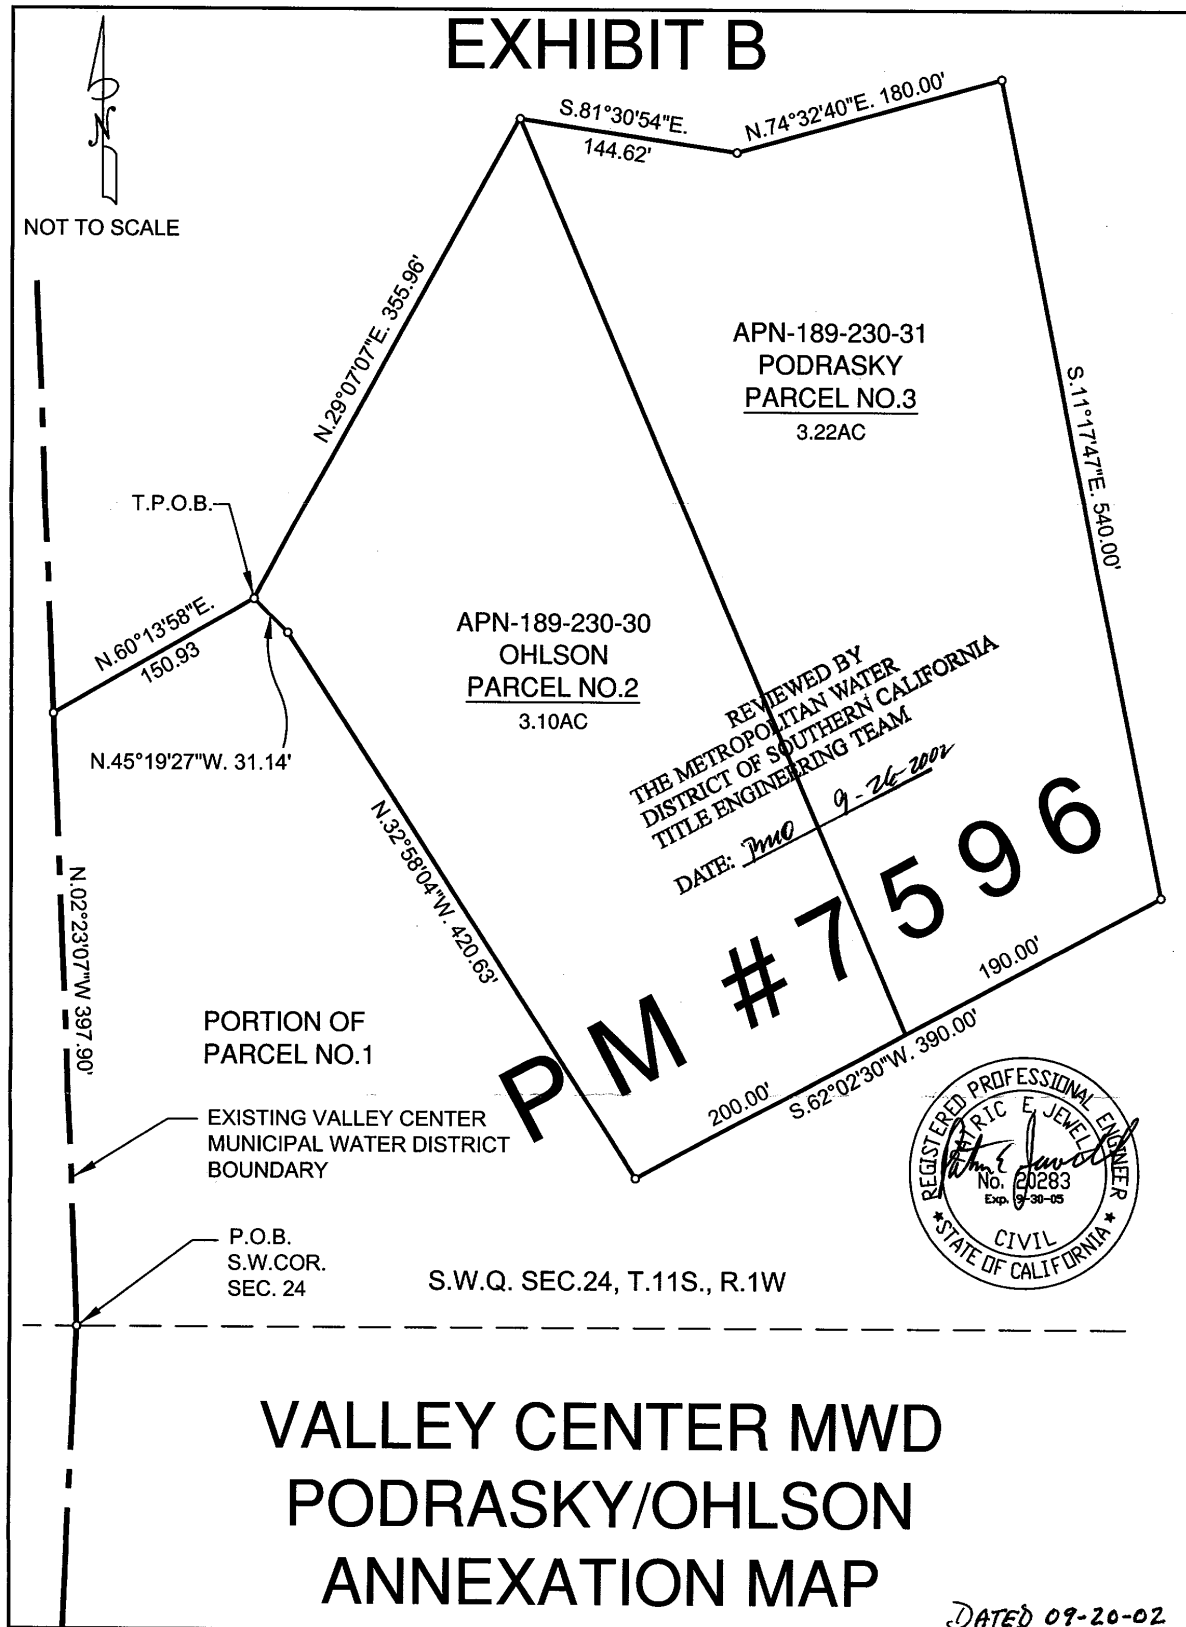 EXHIBIT B
N
NOT TO SCALE
S.81°30'54"E.
144.62'
N.74°32'40"E. 180.00'
N.29°07'07"E. 355.96'
APN-189-230-31
PODRASKY
PARCEL NO.3
3.22AC
S.11°17'47"E. 540.00'
T.P.O.B.
N.60°13'58"E.
150.93
N.45°19'27"W. 31.14'
APN-189-230-30
OHLSON
PARCEL NO.2
3.10AC
REVIEWED BY
THE METROPOLITAN WATER
DISTRICT OF SOUTHERN CALIFORNIA
TITLE ENGINEERING TEAM
DATE: 9-26-2002
N.32°58'04"W. 420.63'
N.02°23'07"W 397.90'
PM #7596
190.00'
200.00'
S.62°02'30"W. 390.00'
PORTION OF
PARCEL NO.1
EXISTING VALLEY CENTER
MUNICIPAL WATER DISTRICT
BOUNDARY
P.O.B.
S.W.COR.
SEC. 24
S.W.Q. SEC.24, T.11S., R.1W
REGISTERED PROFESSIONAL ENGINEER
PATRIC E. JEWELL
No. 20283
Exp. 9-30-05
CIVIL
STATE OF CALIFORNIA
VALLEY CENTER MWD
PODRASKY/OHLSON
ANNEXATION MAP
DATED 09-20-02